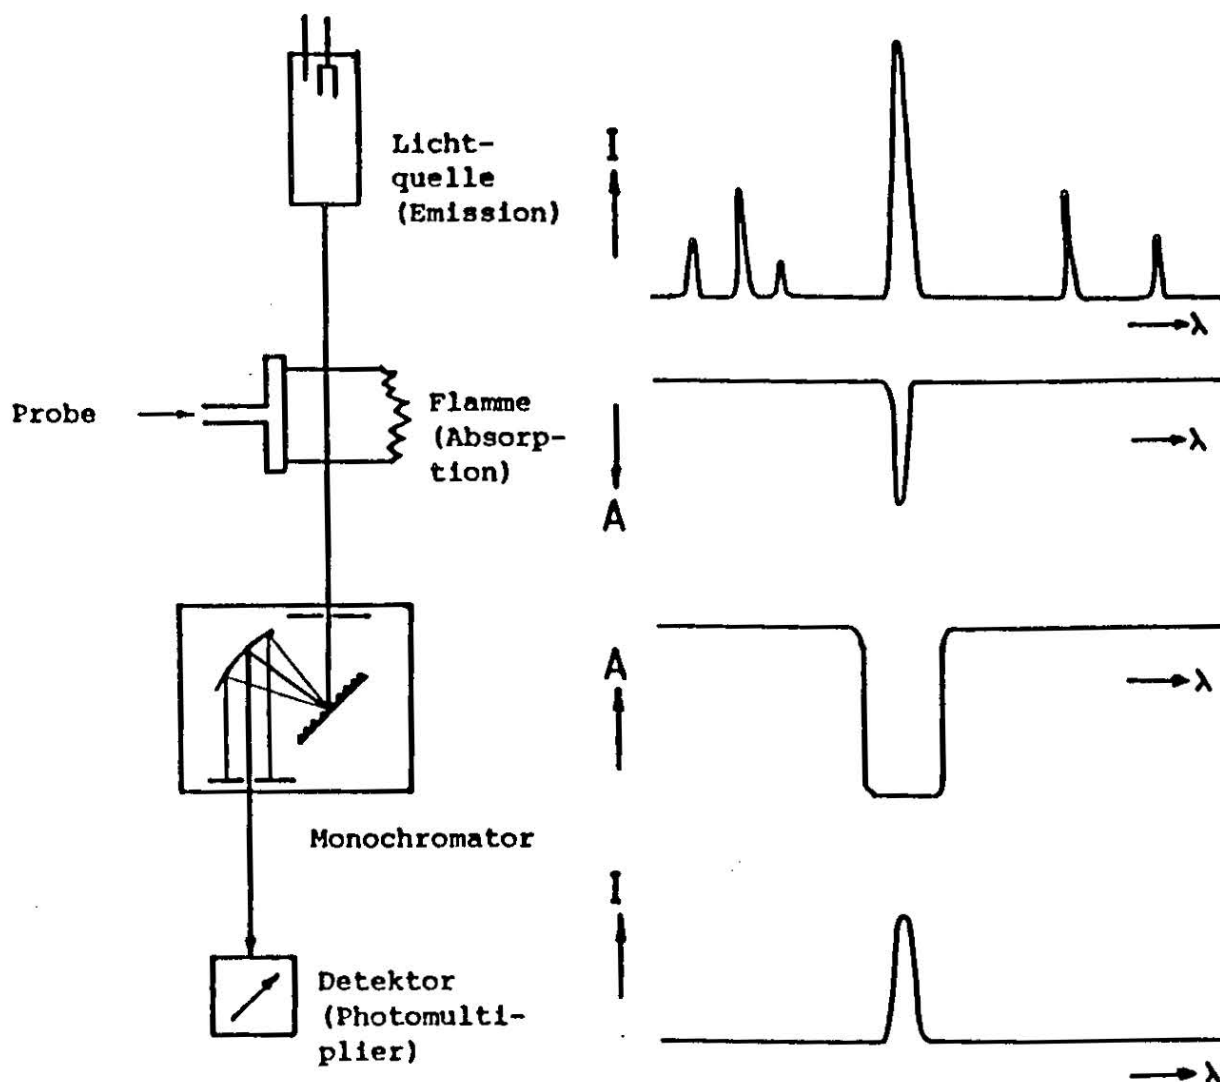 Licht-
quelle
(Emission)
I
λ
Probe
Flamme
(Absorp-
tion)
λ
A
A
λ
Monochromator
I
Detektor
(Photomulti-
plier)
λ